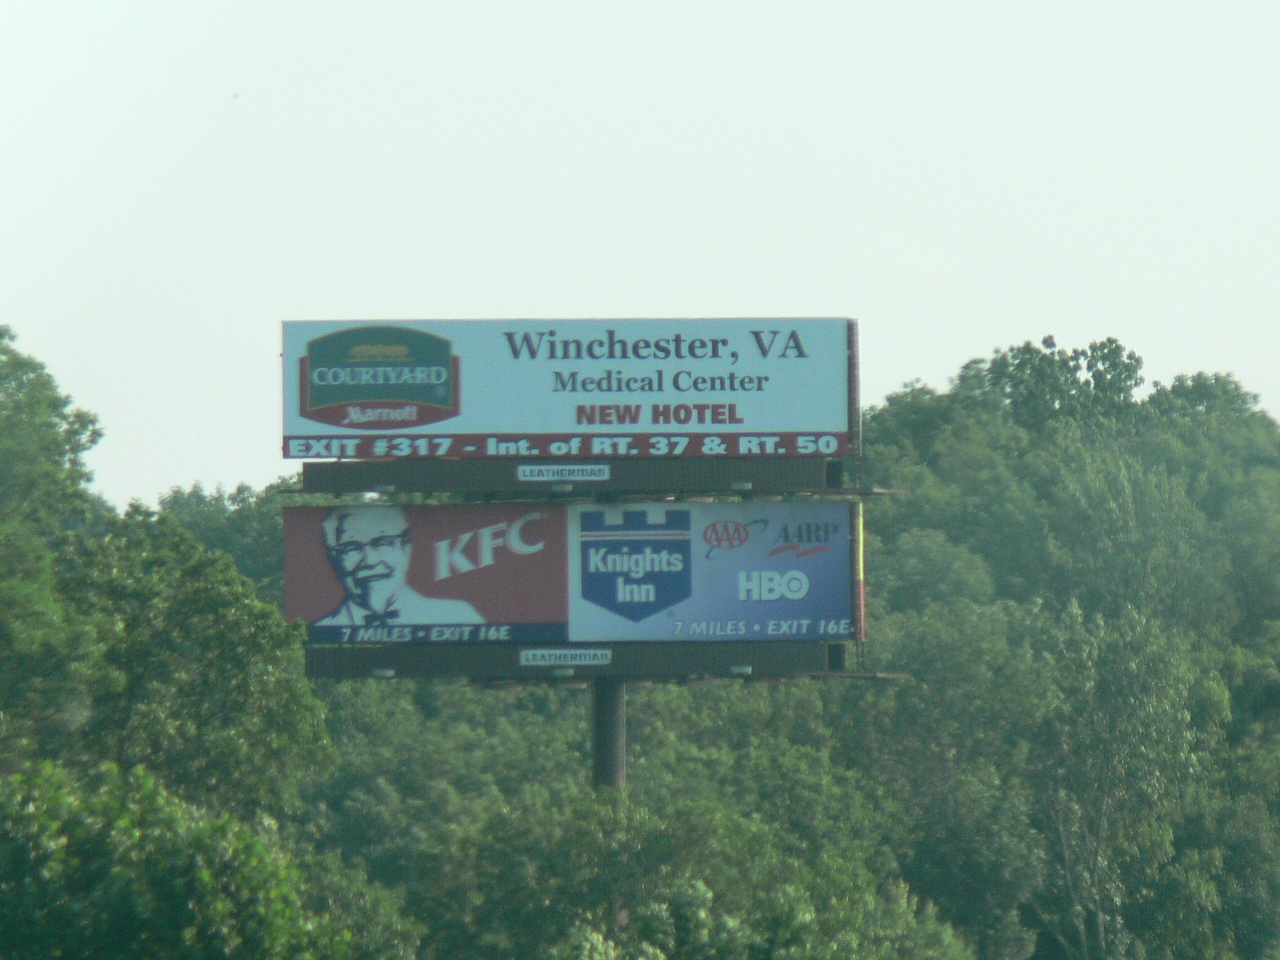 COURTYARD
Marriott
Winchester, VA
Medical Center
NEW HOTEL
EXIT #317 - Int. of RT. 37 & RT. 50
LEATHERMAN
KFC
7 MILES • EXIT 16E
Knights
Inn
AAA
AARP
HBO
7 MILES • EXIT 16E
LEATHERMAN